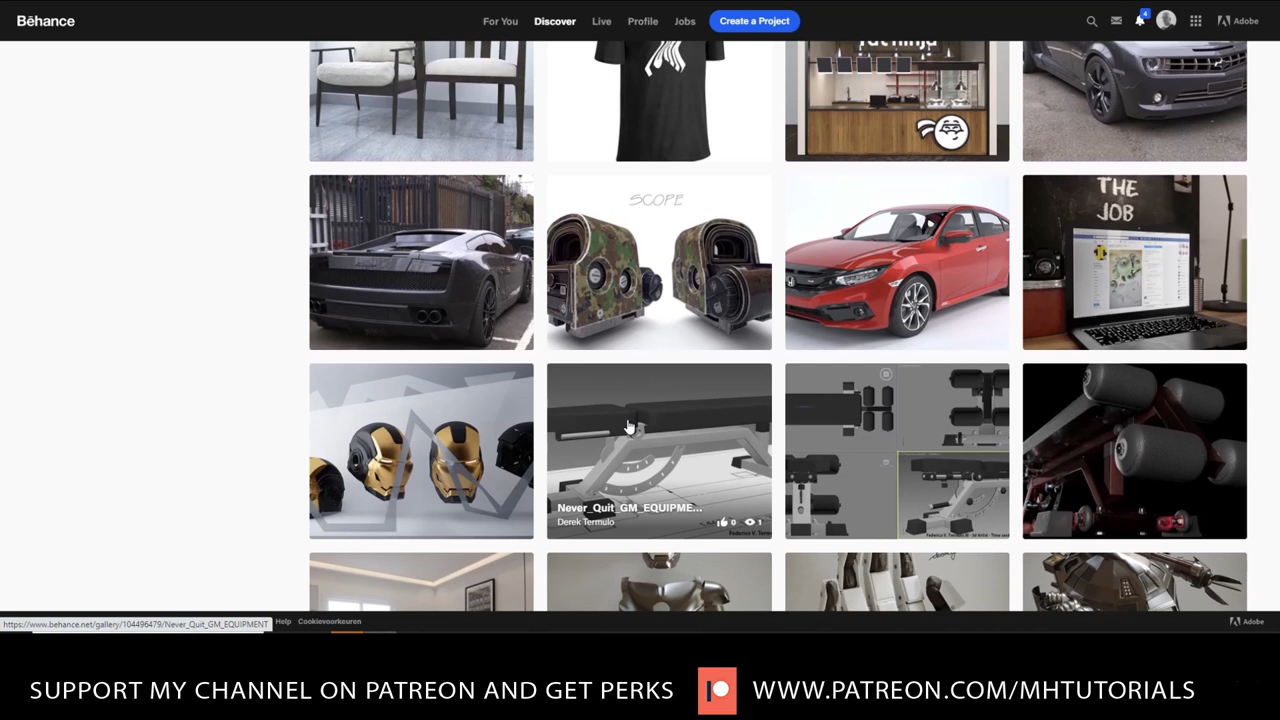 Bēhance
For You
Discover
Live
Profile
Jobs
Create a Project
4
Adobe
SCOPE
THE
JOB
Never_Quit_GM_EQUIPME...
Derek Termulo
0
1
https://www.behance.net/gallery/104496479/Never_Quit_GM_EQUIPMENT
Help
Cookievoorkeuren
Adobe
SUPPORT MY CHANNEL ON PATREON AND GET PERKS
WWW.PATREON.COM/MHTUTORIALS